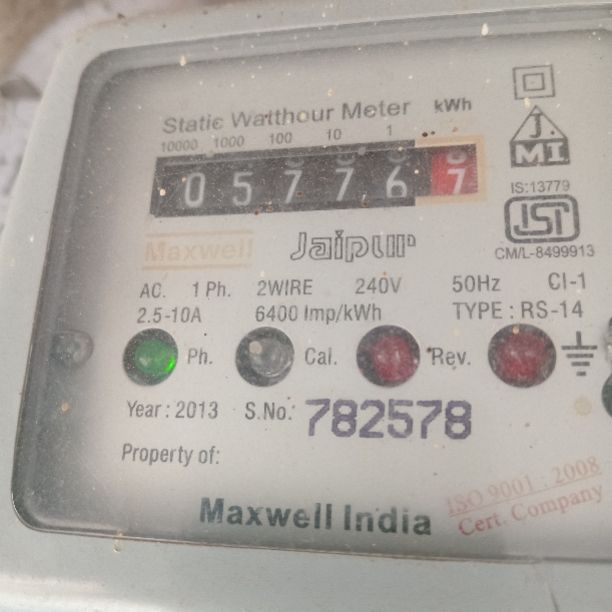 Static Watthour Meter kWh
10000 1000 100 10 1
0 5 7 7 6 7
J.
MI
IS:13779
ISI
CM/L-8499913
Maxwell Jaipur
AC. 1 Ph. 2WIRE 240V 50Hz Cl-1
2.5-10A 6400 Imp/kWh TYPE : RS-14
Ph. Cal. Rev.
Year : 2013 S.No.: 782578
Property of:
Maxwell India
ISO 9001 : 2008
Cert. Company